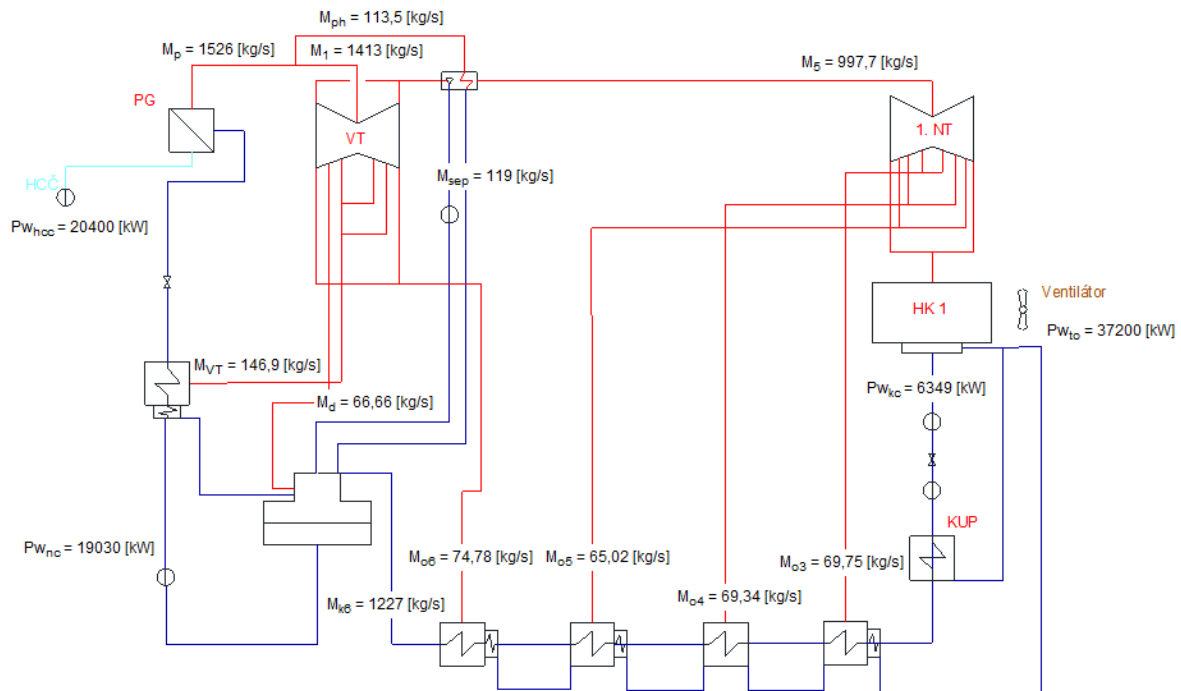 M_ph = 113,5 [kg/s]
M_p = 1526 [kg/s]
M_1 = 1413 [kg/s]
M_5 = 997,7 [kg/s]
PG
VT
1. NT
HCČ
M_sep = 119 [kg/s]
Pw_hcc = 20400 [kW]
HK 1
Ventilátor
Pw_to = 37200 [kW]
M_VT = 146,9 [kg/s]
Pw_kc = 6349 [kW]
M_d = 66,66 [kg/s]
KUP
Pw_nc = 19030 [kW]
M_o6 = 74,78 [kg/s]
M_o5 = 65,02 [kg/s]
M_o3 = 69,75 [kg/s]
M_o4 = 69,34 [kg/s]
M_k6 = 1227 [kg/s]